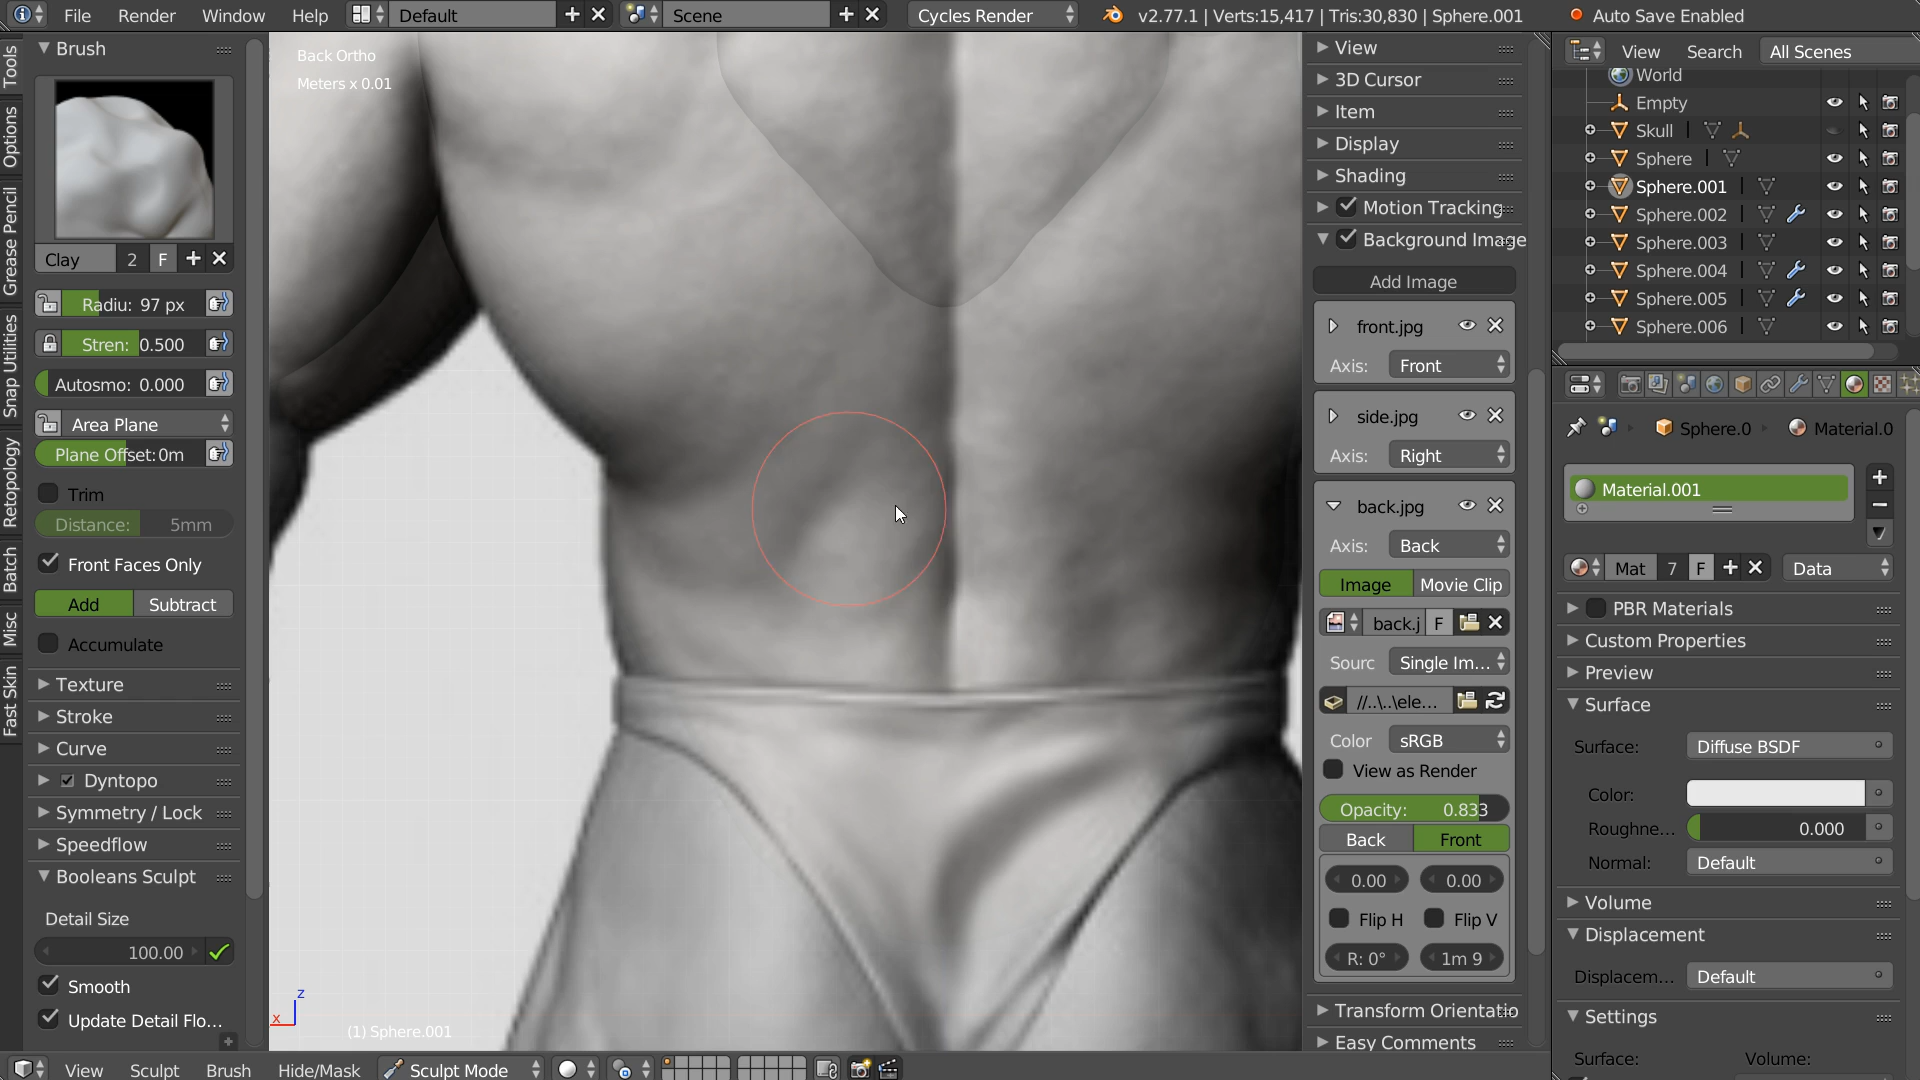 File View Window Help Default Scene Cycles Render v2.77.1 | Verts:15,417 | Tris:30,830 | Sphere.001 Auto Save Enabled
Tools
Options
Grease Pencil
Snap Utilities
Retopology
Batch
Misc
Fast Skin
Brush
Clay 2 F
Radiu: 97 px
Stren: 0.500
Autosmo: 0.000
Area Plane
Plane Offset: 0m
Trim
Distance: 5mm
Front Faces Only
Add Subtract
Accumulate
Texture
Stroke
Curve
Dyntopo
Symmetry / Lock
Speedflow
Booleans Sculpt
Detail Size
100.00
Smooth
Update Detail Flo...
Back Ortho
Meters x 0.01
z
x
(1) Sphere.001
View Sculpt Brush Hide/Mask Sculpt Mode
View
3D Cursor
Item
Display
Shading
Motion Tracking
Background Image
Add Image
front.jpg
Axis: Front
side.jpg
Axis: Right
back.jpg
Axis: Back
Image Movie Clip
back.j F
Sourc Single Im...
//..\..\ele...
Color sRGB
View as Render
Opacity: 0.833
Back Front
0.00 0.00
Flip H Flip V
R: 0° 1m 9
Transform Orientatio
Easy Comments
View Search All Scenes
World
Empty
Skull
Sphere
Sphere.001
Sphere.002
Sphere.003
Sphere.004
Sphere.005
Sphere.006
Sphere.0 Material.0
Material.001
Mat 7 F Data
PBR Materials
Custom Properties
Preview
Surface
Surface: Diffuse BSDF
Color:
Roughne... 0.000
Normal: Default
Volume
Displacement
Displacem... Default
Settings
Surface: Volume: